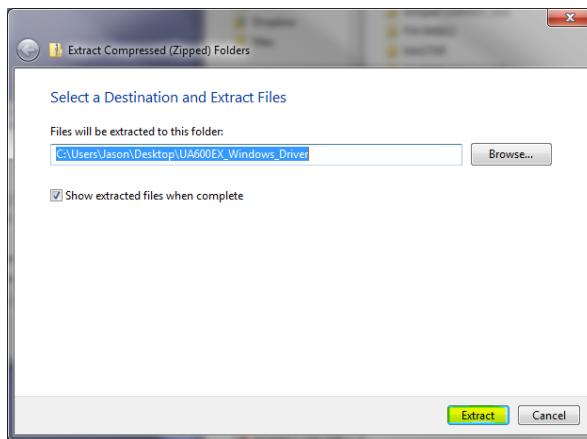 Dropbox
Extract Compressed (Zipped) Folders
Select a Destination and Extract Files
Files will be extracted to this folder:
C:\Users\Jason\Desktop\UA600EX_Windows_Driver
Browse...
Show extracted files when complete
Extract
Cancel